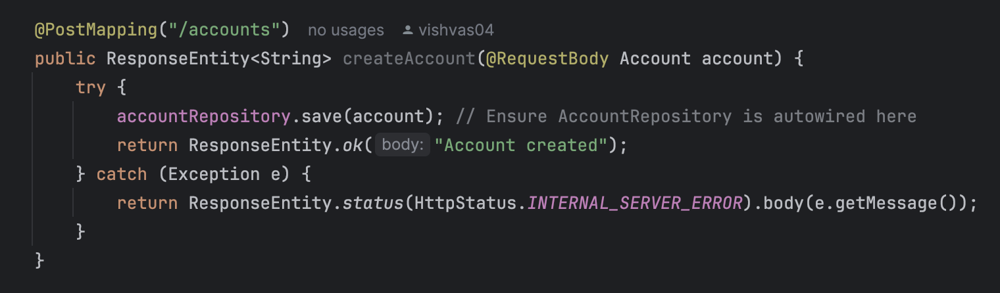 @PostMapping("/accounts") no usages vishvas04
public ResponseEntity<String> createAccount(@RequestBody Account account) {
try {
accountRepository.save(account); // Ensure AccountRepository is autowired here
return ResponseEntity.ok( body: "Account created");
} catch (Exception e) {
return ResponseEntity.status(HttpStatus.INTERNAL_SERVER_ERROR).body(e.getMessage());
}
}